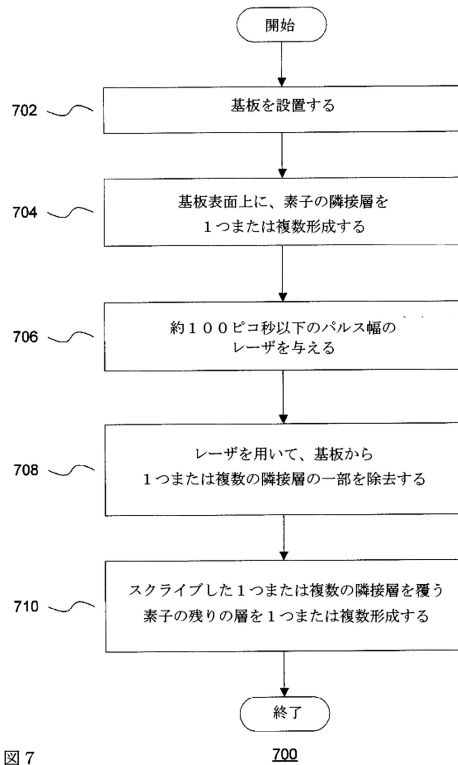 開始
702
基板を設置する
704
基板表面上に、素子の隣接層を
１つまたは複数形成する
706
約１００ピコ秒以下のパルス幅の
レーザを与える
708
レーザを用いて、基板から
１つまたは複数の隣接層の一部を除去する
710
スクライブした１つまたは複数の隣接層を覆う
素子の残りの層を１つまたは複数形成する
終了
図７
700